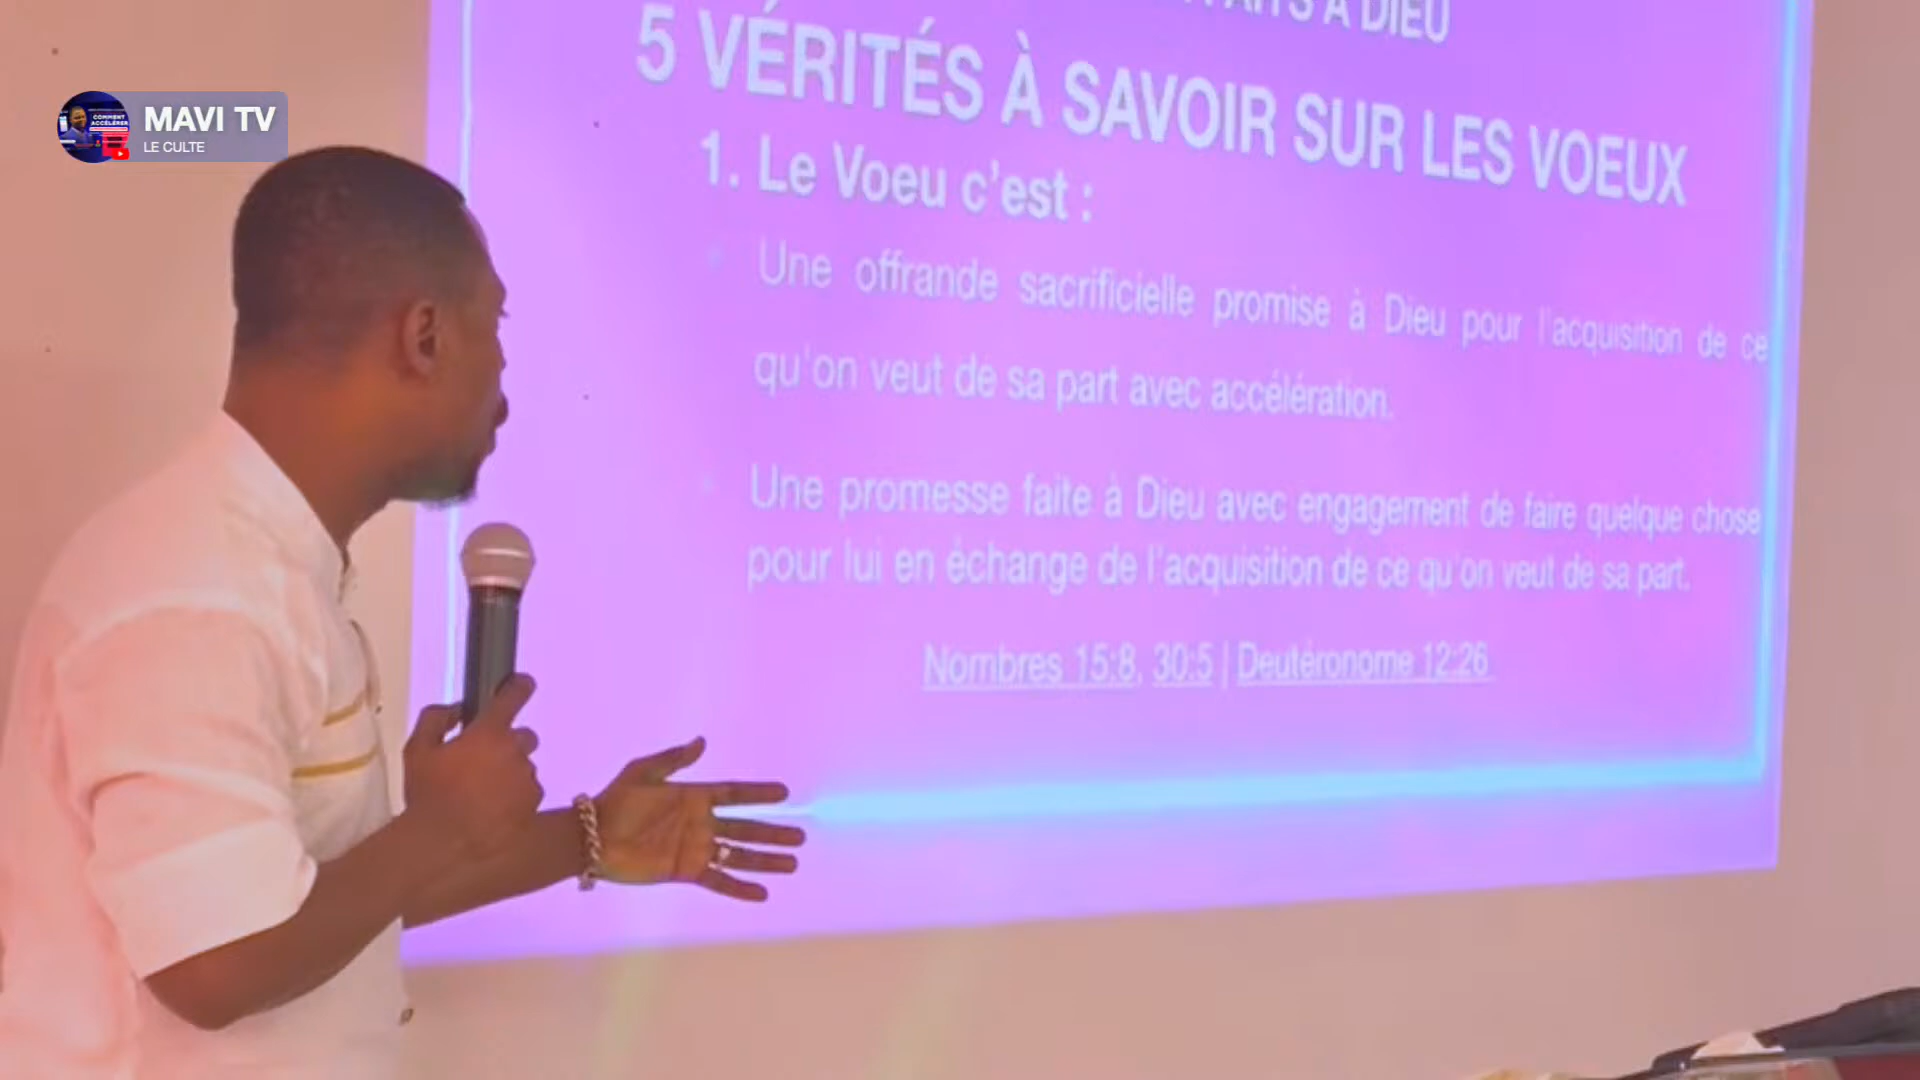 À DIEU
5 VÉRITÉS À SAVOIR SUR LES VOEUX
MAVI TV
LE CULTE
COMMENT
ACCÉLÉRER
1. Le Voeu c'est :
Une offrande sacrificielle promise à Dieu pour l'acquisition de ce
qu'on veut de sa part avec accélération.
Une promesse faite à Dieu avec engagement de faire quelque chose
pour lui en échange de l'acquisition de ce qu'on veut de sa part.
Nombres 15:8, 30:5 | Deutéronome 12:26